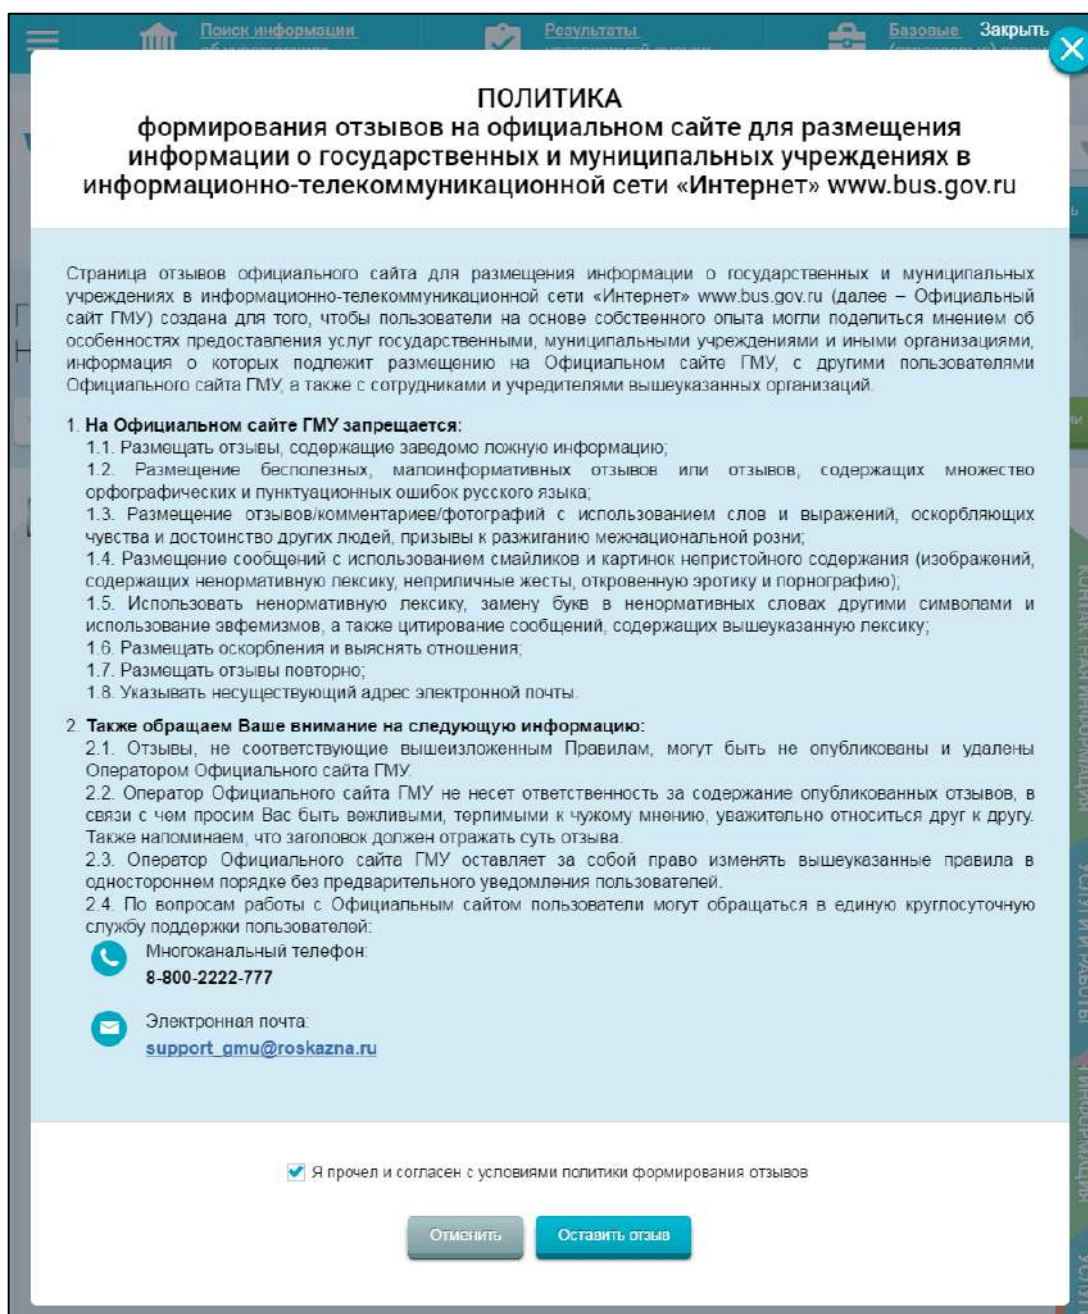 Поиск информации
Результаты
Базовые
Закрыть
ПОЛИТИКА
формирования отзывов на официальном сайте для размещения
информации о государственных и муниципальных учреждениях в
информационно-телекоммуникационной сети «Интернет» www.bus.gov.ru
Страница отзывов официального сайта для размещения информации о государственных и муниципальных
учреждениях в информационно-телекоммуникационной сети «Интернет» www.bus.gov.ru (далее – Официальный
сайт ГМУ) создана для того, чтобы пользователи на основе собственного опыта могли поделиться мнением об
особенностях предоставления услуг государственными, муниципальными учреждениями и иными организациями,
информация о которых подлежит размещению на Официальном сайте ГМУ, с другими пользователями
Официального сайта ГМУ, а также с сотрудниками и учредителями вышеуказанных организаций.
1. На Официальном сайте ГМУ запрещается:
1.1. Размещать отзывы, содержащие заведомо ложную информацию;
1.2. Размещение бесполезных, малоинформативных отзывов или отзывов, содержащих множество
орфографических и пунктуационных ошибок русского языка;
1.3. Размещение отзывов/комментариев/фотографий с использованием слов и выражений, оскорбляющих
чувства и достоинство других людей, призывы к разжиганию межнациональной розни;
1.4. Размещение сообщений с использованием смайликов и картинок непристойного содержания (изображений,
содержащих ненормативную лексику, неприличные жесты, откровенную эротику и порнографию);
1.5. Использовать ненормативную лексику, замену букв в ненормативных словах другими символами и
использование эвфемизмов, а также цитирование сообщений, содержащих вышеуказанную лексику;
1.6. Размещать оскорбления и выяснять отношения;
1.7. Размещать отзывы повторно;
1.8. Указывать несуществующий адрес электронной почты.
2. Также обращаем Ваше внимание на следующую информацию:
2.1. Отзывы, не соответствующие вышеизложенным Правилам, могут быть не опубликованы и удалены
Оператором Официального сайта ГМУ.
2.2. Оператор Официального сайта ГМУ не несет ответственность за содержание опубликованных отзывов, в
связи с чем просим Вас быть вежливыми, терпимыми к чужому мнению, уважительно относиться друг к другу.
Также напоминаем, что заголовок должен отражать суть отзыва.
2.3. Оператор Официального сайта ГМУ оставляет за собой право изменять вышеуказанные правила в
одностороннем порядке без предварительного уведомления пользователей.
2.4. По вопросам работы с Официальным сайтом пользователи могут обращаться в единую круглосуточную
службу поддержки пользователей:
Многоканальный телефон:
8-800-2222-777
Электронная почта:
support_gmu@roskazna.ru
Я прочел и согласен с условиями политики формирования отзывов
Отменить
Оставить отзыв
КОНТАКТНАЯ ИНФОРМАЦИЯ
УСЛУГИ И РАБОТЫ